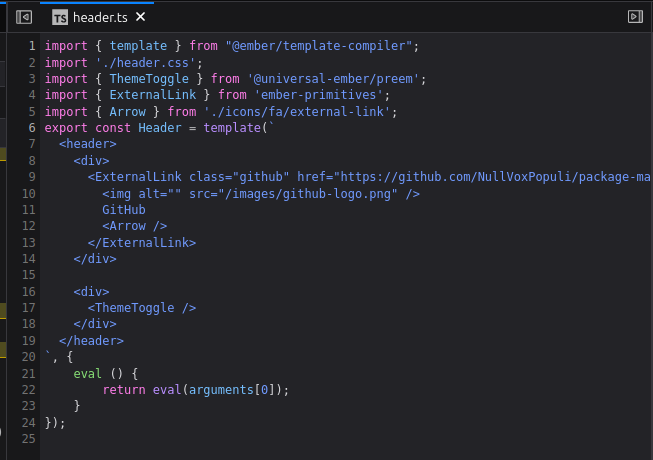 TS header.ts ✕
1 import { template } from "@ember/template-compiler";
2 import './header.css';
3 import { ThemeToggle } from '@universal-ember/preem';
4 import { ExternalLink } from 'ember-primitives';
5 import { Arrow } from './icons/fa/external-link';
6 export const Header = template(`
7   <header>
8     <div>
9       <ExternalLink class="github" href="https://github.com/NullVoxPopuli/package-ma
10         <img alt="" src="/images/github-logo.png" />
11         GitHub
12         <Arrow />
13       </ExternalLink>
14     </div>
15
16     <div>
17       <ThemeToggle />
18     </div>
19   </header>
20 `, {
21     eval () {
22         return eval(arguments[0]);
23     }
24 });
25